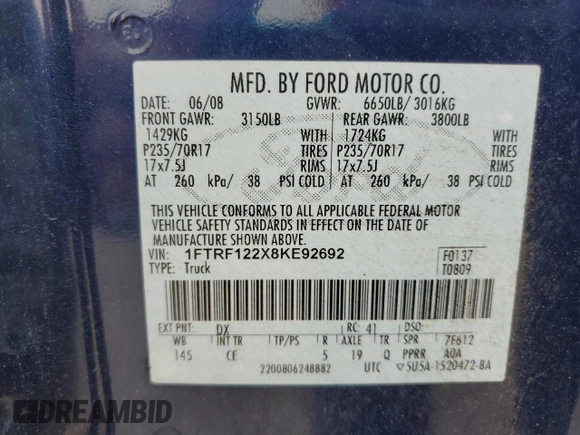 MFD. BY FORD MOTOR CO.
DATE: 06/08 GVWR: 6650LB/ 3016KG
FRONT GAWR: 3150LB REAR GAWR: 3800LB
1429KG WITH 1724KG WITH
P235/70R17 TIRES P235/70R17 TIRES
17x7.5J RIMS 17x7.5J RIMS
AT 260 kPa/ 38 PSI COLD AT 260 kPa/ 38 PSI COLD
THIS VEHICLE CONFORMS TO ALL APPLICABLE FEDERAL MOTOR
VEHICLE SAFETY STANDARDS IN EFFECT ON THE DATE OF
MANUFACTURE SHOWN ABOVE.
VIN: 1FTRF122X8KE92692 F0137
TYPE: Truck T0809
EXT PNT: DX RC: 41 DSO:
WB INT TR TP/PS R AXLE TR SPR 7F612
145 CE 5 19 Q PPRR A0A
2200806248882 UTC 5U5A-1520472-BA
DREAMBID